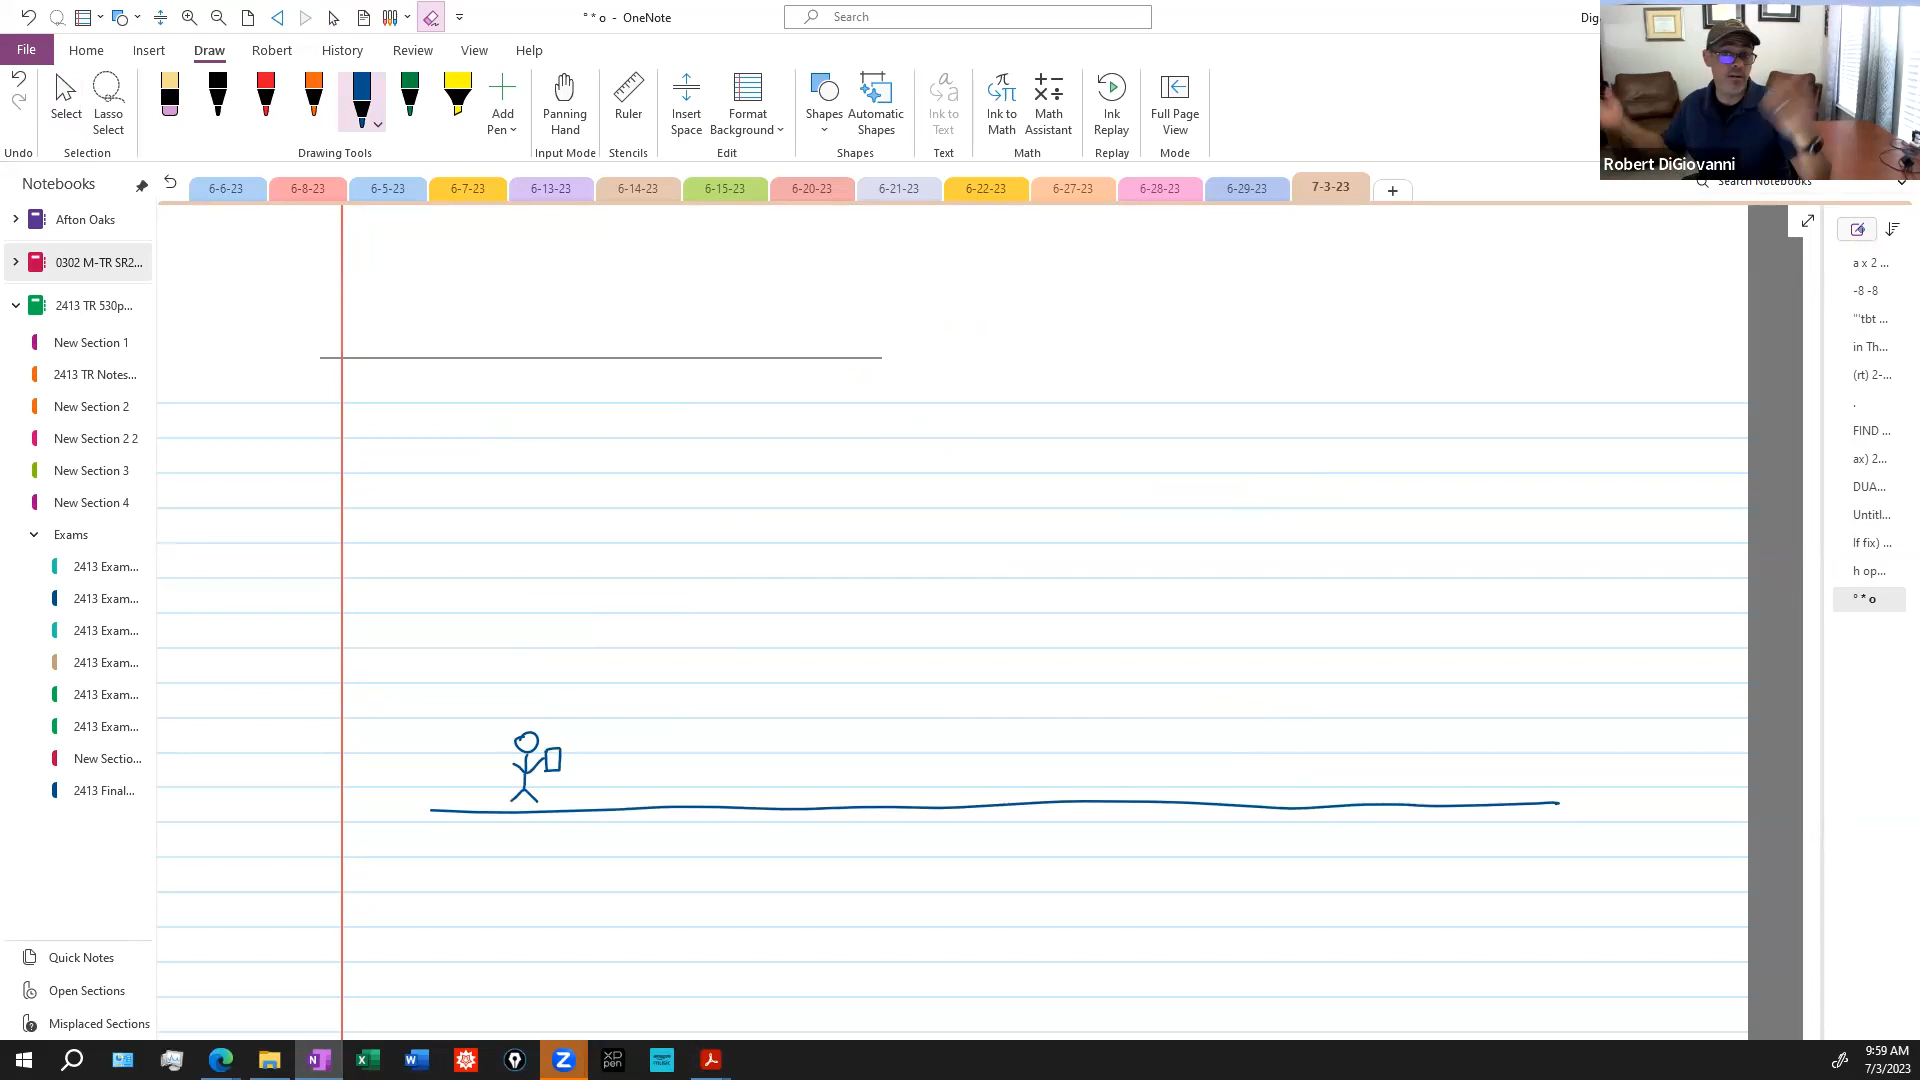 ° * o - OneNote
Search
Dig
File
Home
Insert
Draw
Robert
History
Review
View
Help
Undo
Select
Lasso
Select
Selection
Drawing Tools
Add
Pen
Panning
Hand
Input Mode
Ruler
Stencils
Insert
Space
Format
Background
Edit
Shapes
Automatic
Shapes
Shapes
Ink to
Text
Text
Ink to
Math
Math
Assistant
Math
Ink
Replay
Replay
Full Page
View
Mode
Robert DiGiovanni
Search Notebooks
Notebooks
6-6-23
6-8-23
6-5-23
6-7-23
6-13-23
6-14-23
6-15-23
6-20-23
6-21-23
6-22-23
6-27-23
6-28-23
6-29-23
7-3-23
+
Afton Oaks
0302 M-TR SR2...
2413 TR 530p...
New Section 1
2413 TR Notes...
New Section 2
New Section 2 2
New Section 3
New Section 4
Exams
2413 Exam...
2413 Exam...
2413 Exam...
2413 Exam...
2413 Exam...
2413 Exam...
New Sectio...
2413 Final...
Quick Notes
Open Sections
Misplaced Sections
a x 2 ...
-8 -8
"'tbt ...
in Th...
(rt) 2-...
.
FIND ...
ax) 2...
DUA...
Untitl...
If fix) ...
h op...
° * o
XP
pen
amazon
music
9:59 AM
7/3/2023